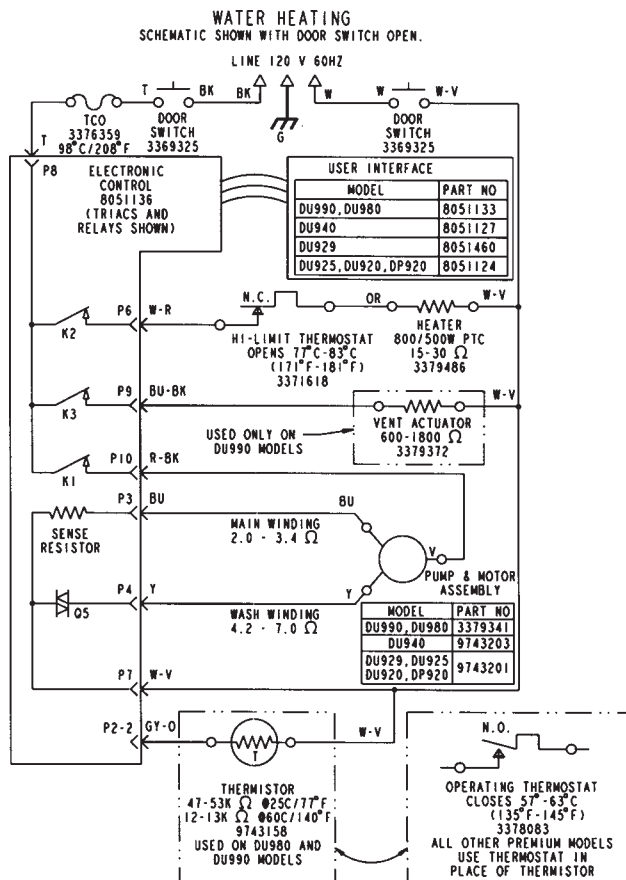 WATER HEATING
SCHEMATIC SHOWN WITH DOOR SWITCH OPEN.
LINE 120 V 60HZ
T
BK
BK
W
W
W-V
TCO
3376359
98°C/208°F
DOOR
SWITCH
3369325
G
DOOR
SWITCH
3369325
T
P8
ELECTRONIC
CONTROL
8051136
(TRIACS AND
RELAYS SHOWN)
USER INTERFACE
MODEL PART NO
DU990,DU980 8051133
DU940 8051127
DU929 8051460
DU925,DU920,DP920 8051124
K2
P6
W-R
N.C.
OR
W-V
HI-LIMIT THERMOSTAT
OPENS 77°C-83°C
(171°F-181°F)
3371618
HEATER
800/500W PTC
15-30 Ω
3379486
K3
P9
BU-BK
W-V
USED ONLY ON
DU990 MODELS
VENT ACTUATOR
600-1800 Ω
3379372
K1
P10
R-BK
P3
BU
BU
SENSE
RESISTOR
MAIN WINDING
2.0 - 3.4 Ω
V
PUMP & MOTOR
ASSEMBLY
Q5
P4
Y
Y
WASH WINDING
4.2 - 7.0 Ω
MODEL PART NO
DU990,DU980 3379341
DU940 9743203
DU929,DU925
DU920,DP920 9743201
P7
W-V
P2-2
GY-O
T
W-V
N.O.
THERMISTOR
47-53K Ω @25C/77°F
12-13K Ω @60C/140°F
9743158
USED ON DU980 AND
DU990 MODELS
OPERATING THERMOSTAT
CLOSES 57°-63°C
(135°F-145°F)
3378083
ALL OTHER PREMIUM MODELS
USE THERMOSTAT IN
PLACE OF THERMISTOR